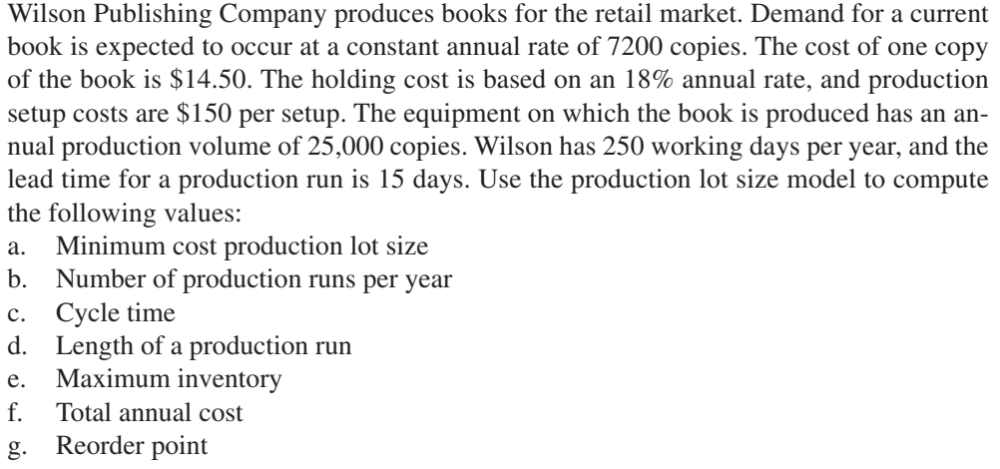 Wilson Publishing Company produces books for the retail market. Demand for a current
book is expected to occur at a constant annual rate of 7200 copies. The cost of one copy
of the book is $14.50. The holding cost is based on an 18% annual rate, and production
setup costs are $150 per setup. The equipment on which the book is produced has an an-
nual production volume of 25,000 copies. Wilson has 250 working days per year, and the
lead time for a production run is 15 days. Use the production lot size model to compute
the following values:
a. Minimum cost production lot size
b. Number of production runs per year
c. Cycle time
d. Length of a production run
e. Maximum inventory
f. Total annual cost
g. Reorder point